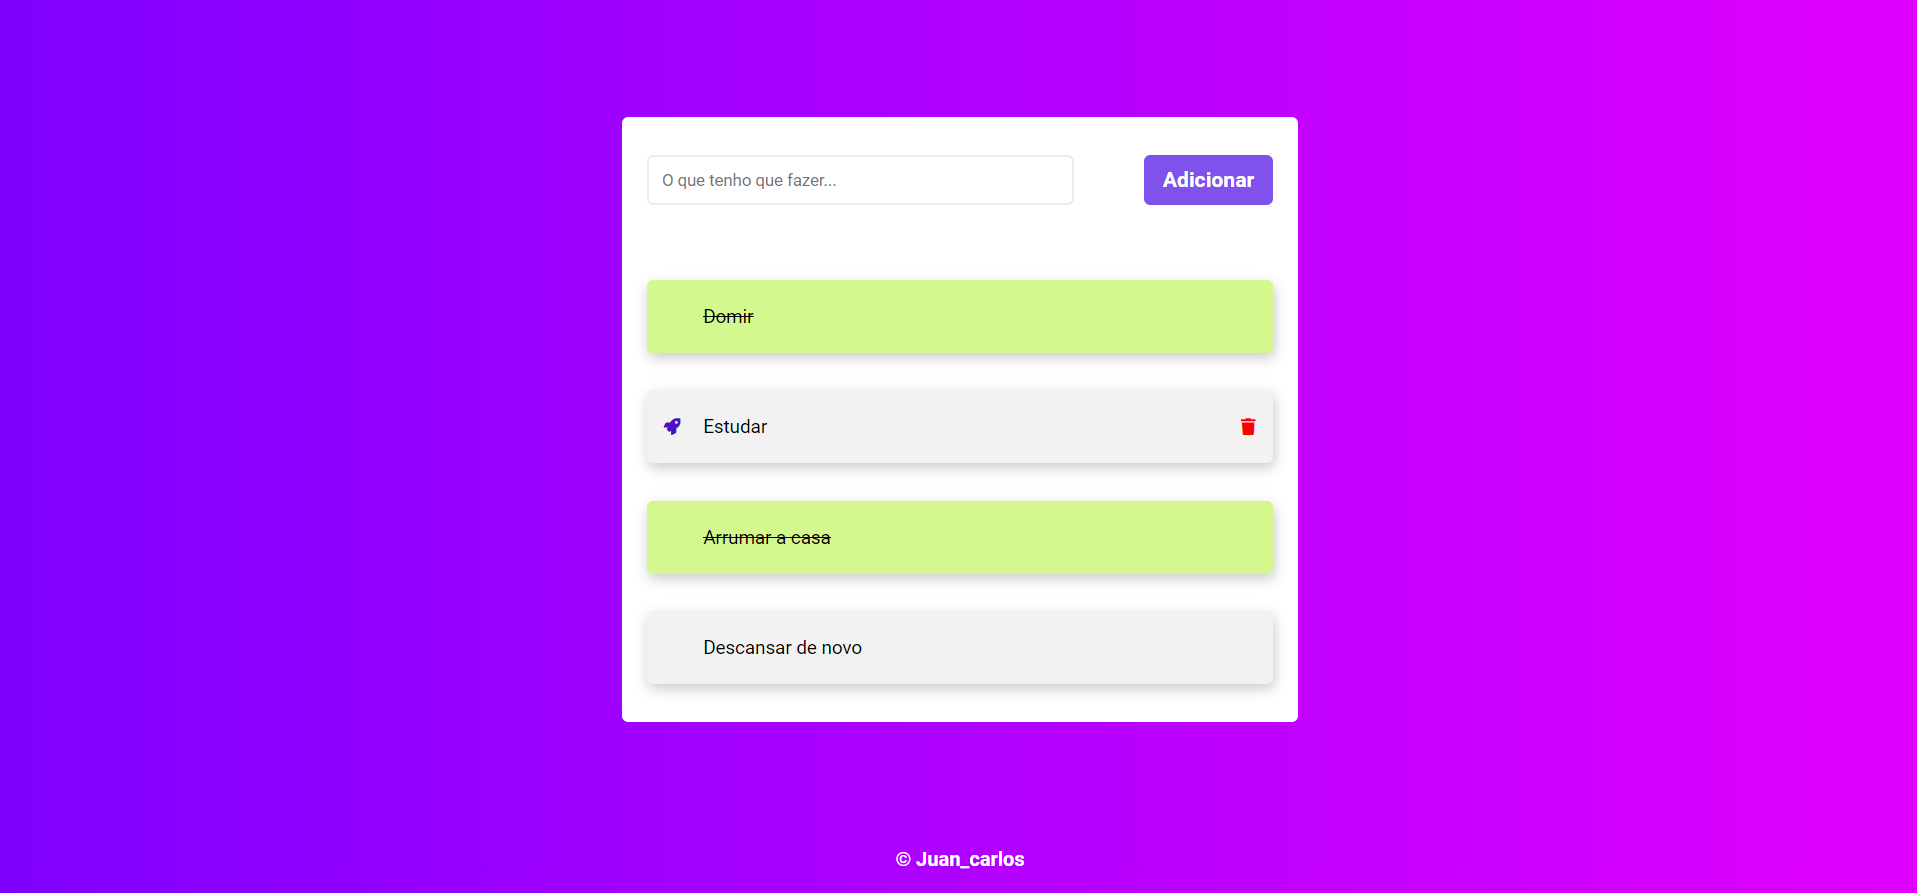 O que tenho que fazer...
Adicionar
Domir
Estudar
Arrumar a casa
Descansar de novo
© Juan_carlos